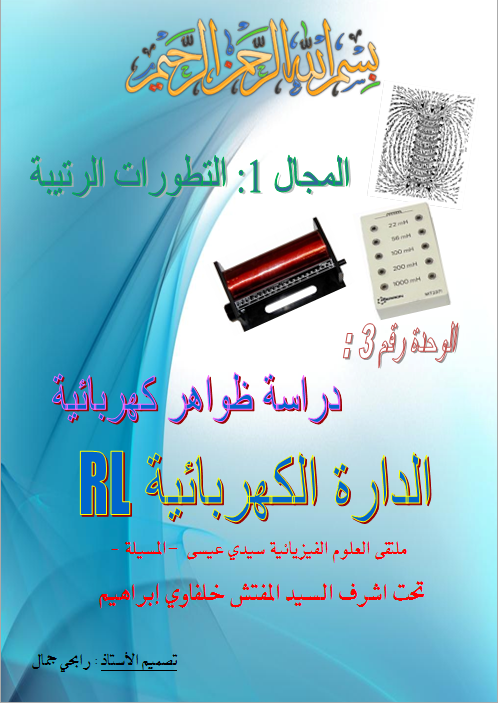 بسم الله الرحمن الرحيم
المجال 1: التطورات الرتيبة
22 mH
56 mH
100 mH
200 mH
1000 mH
الوحدة رقم 3 :
دراسة ظواهر كهربائية
الدارة الكهربائية RL
ملتقى العلوم الفيزيائية سيدي عيسى -المسيلة -
تحت اشرف السيد المفتش خلفاوي إبراهيم
تصميم الأستاذ : رابحي جمال